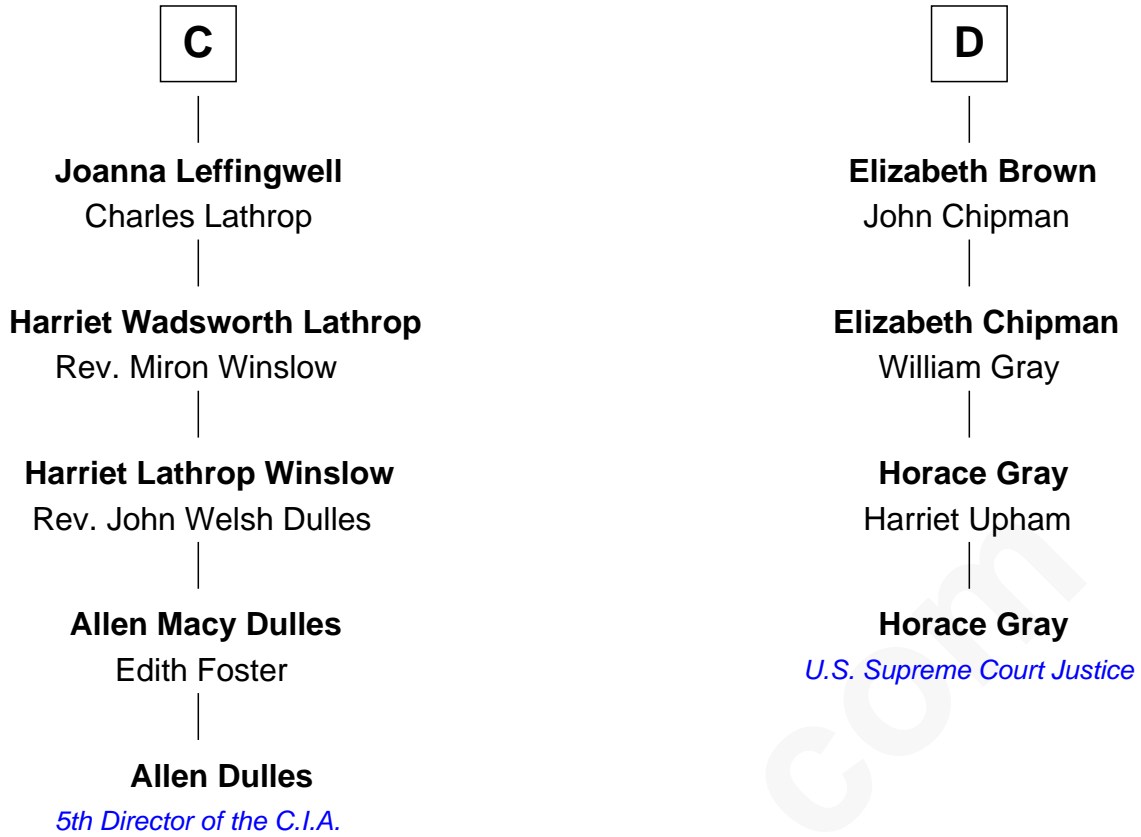 C
Joanna Leffingwell
Charles Lathrop
Harriet Wadsworth Lathrop
Rev. Miron Winslow
Harriet Lathrop Winslow
Rev. John Welsh Dulles
Allen Macy Dulles
Edith Foster
Allen Dulles
5th Director of the C.I.A.
D
Elizabeth Brown
John Chipman
Elizabeth Chipman
William Gray
Horace Gray
Harriet Upham
Horace Gray
U.S. Supreme Court Justice
com